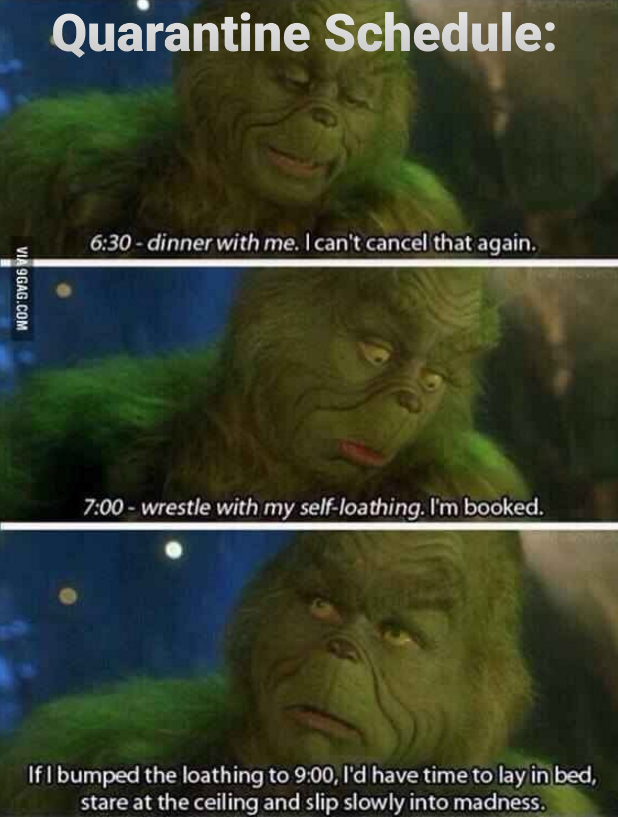 Quarantine Schedule:
6:30 - dinner with me. I can't cancel that again.
VIA 9GAG.COM
7:00 - wrestle with my self-loathing. I'm booked.
If I bumped the loathing to 9:00, I'd have time to lay in bed,
stare at the ceiling and slip slowly into madness.